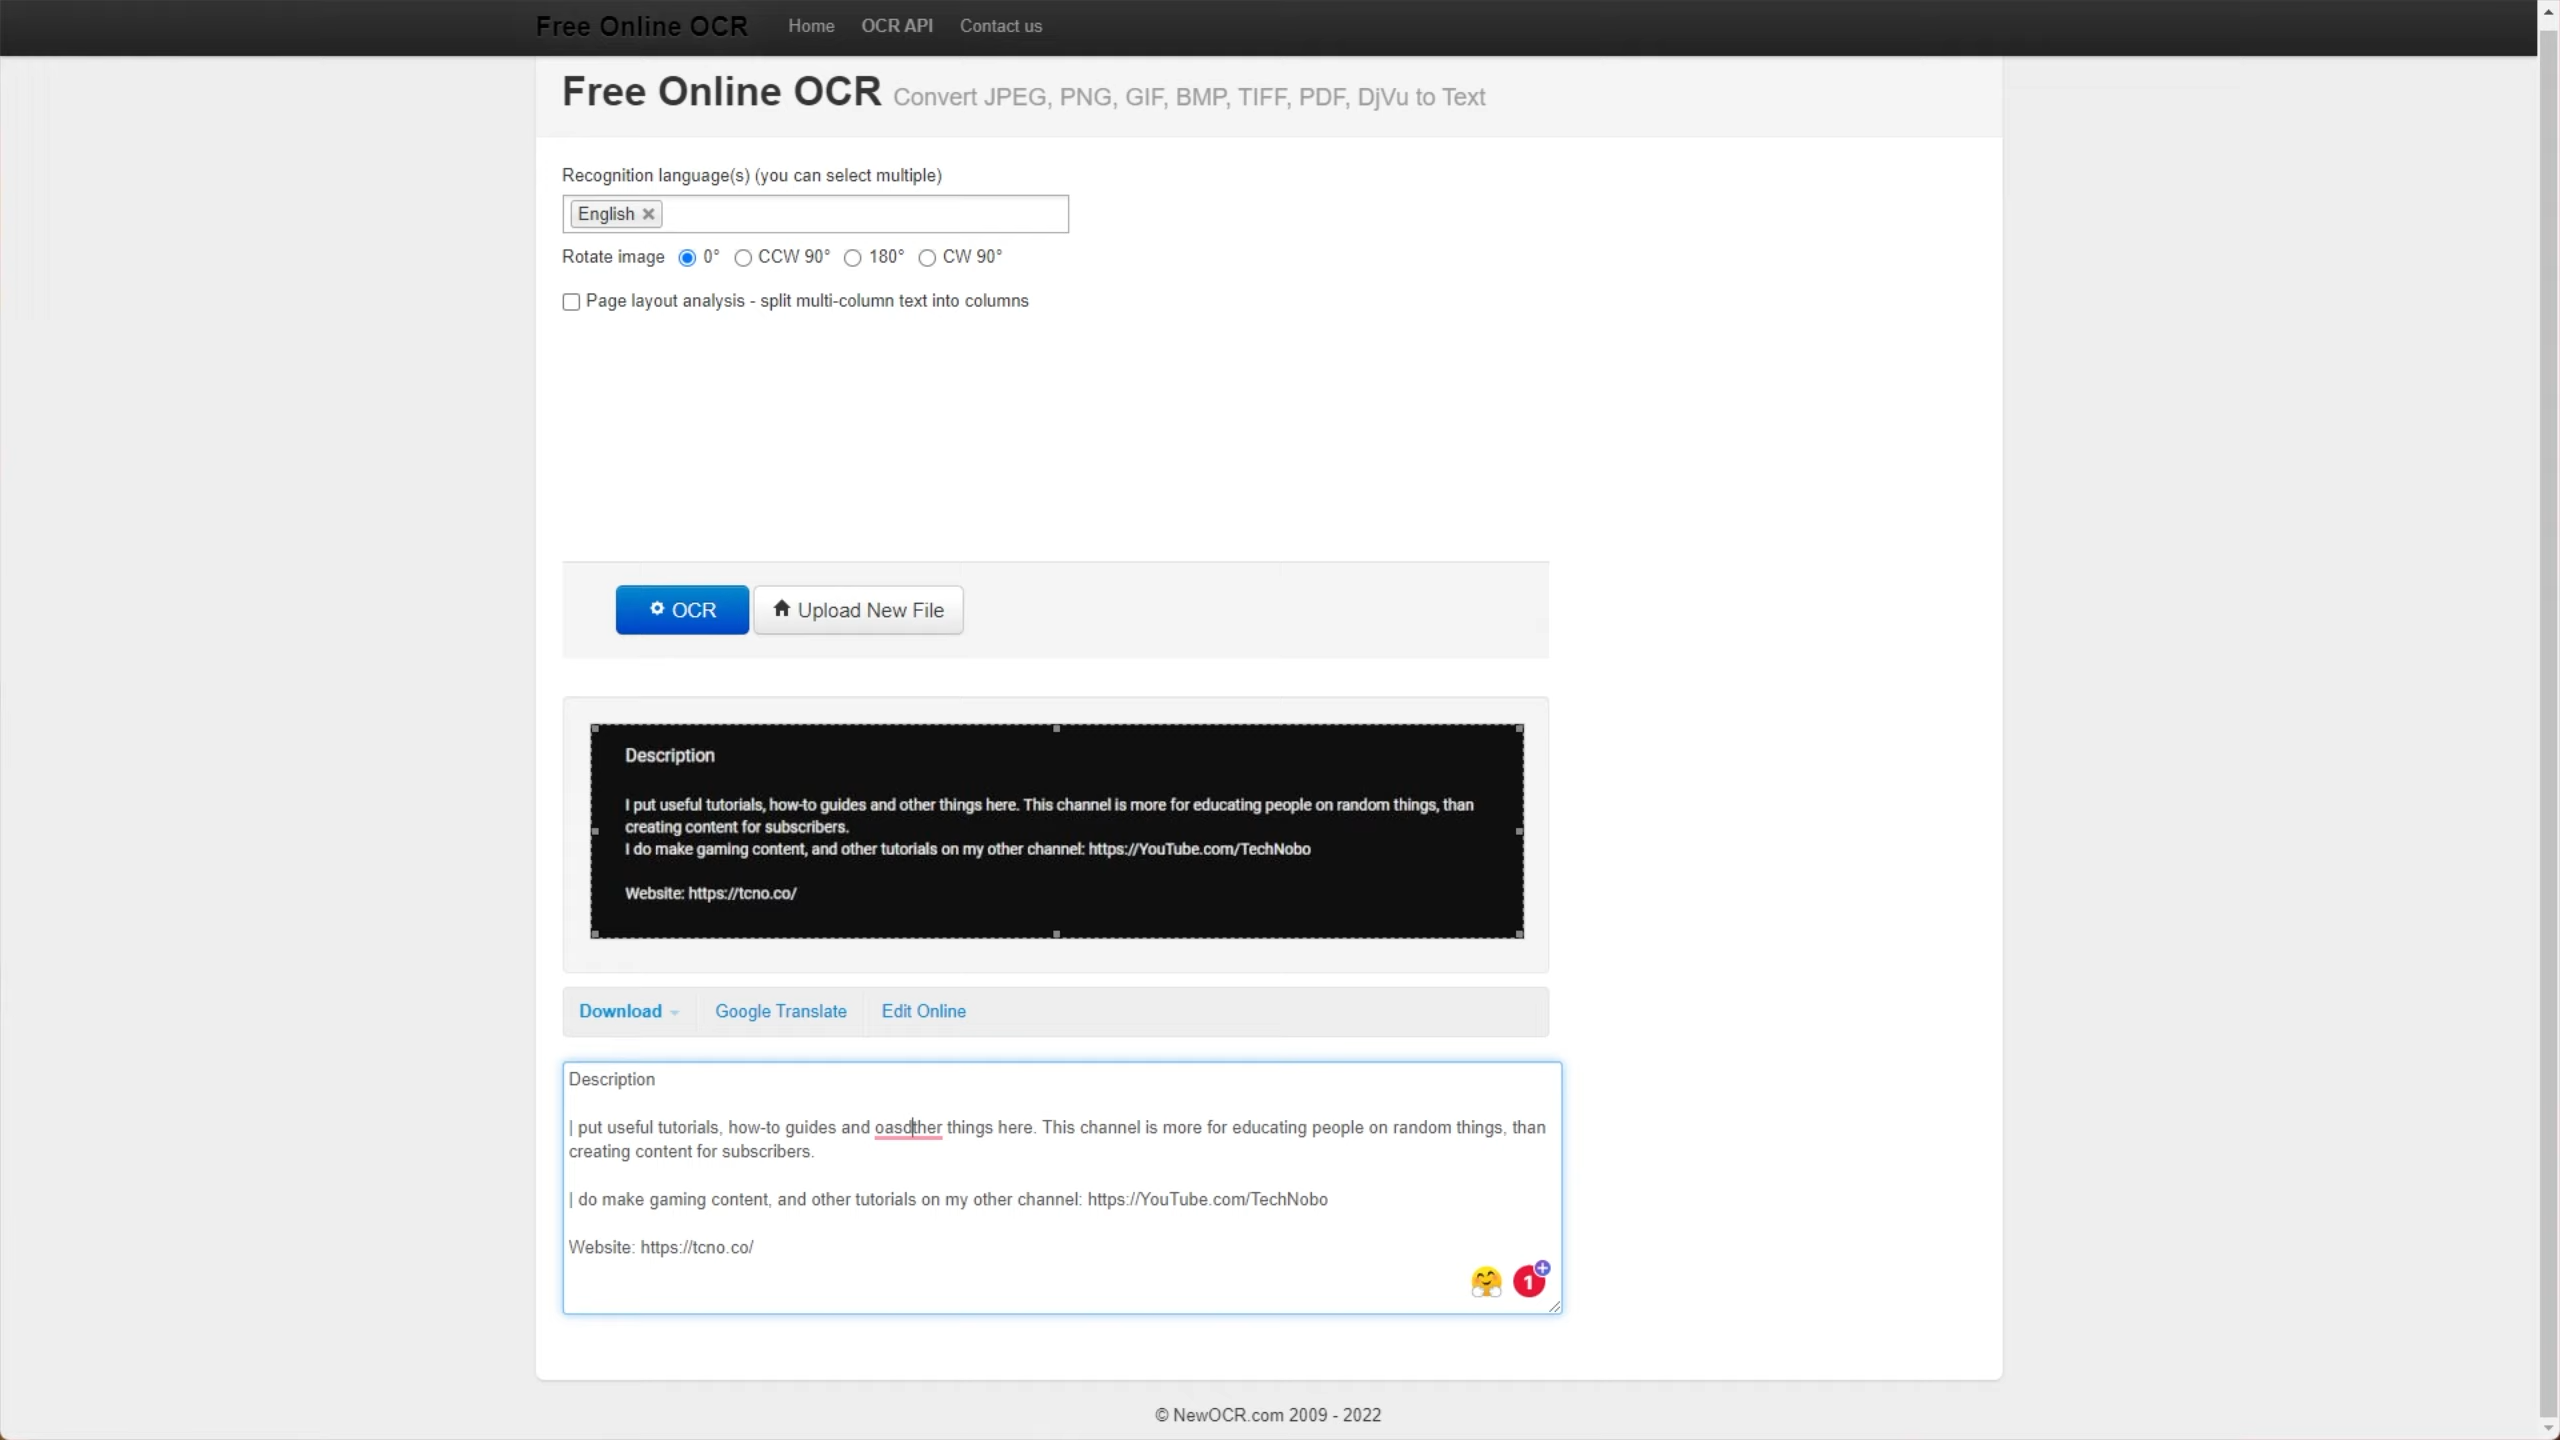 Free Online OCR Home OCR API Contact us
Free Online OCR Convert JPEG, PNG, GIF, BMP, TIFF, PDF, DjVu to Text
Recognition language(s) (you can select multiple)
English
Rotate image 0° CCW 90° 180° CW 90°
Page layout analysis - split multi-column text into columns
OCR Upload New File
Description
I put useful tutorials, how-to guides and other things here. This channel is more for educating people on random things, than
creating content for subscribers.
I do make gaming content, and other tutorials on my other channel: https://YouTube.com/TechNobo
Website: https://tcno.co/
Download Google Translate Edit Online
Description
| put useful tutorials, how-to guides and oasdther things here. This channel is more for educating people on random things, than
creating content for subscribers.
| do make gaming content, and other tutorials on my other channel: https://YouTube.com/TechNobo
Website: https://tcno.co/
1
© NewOCR.com 2009 - 2022